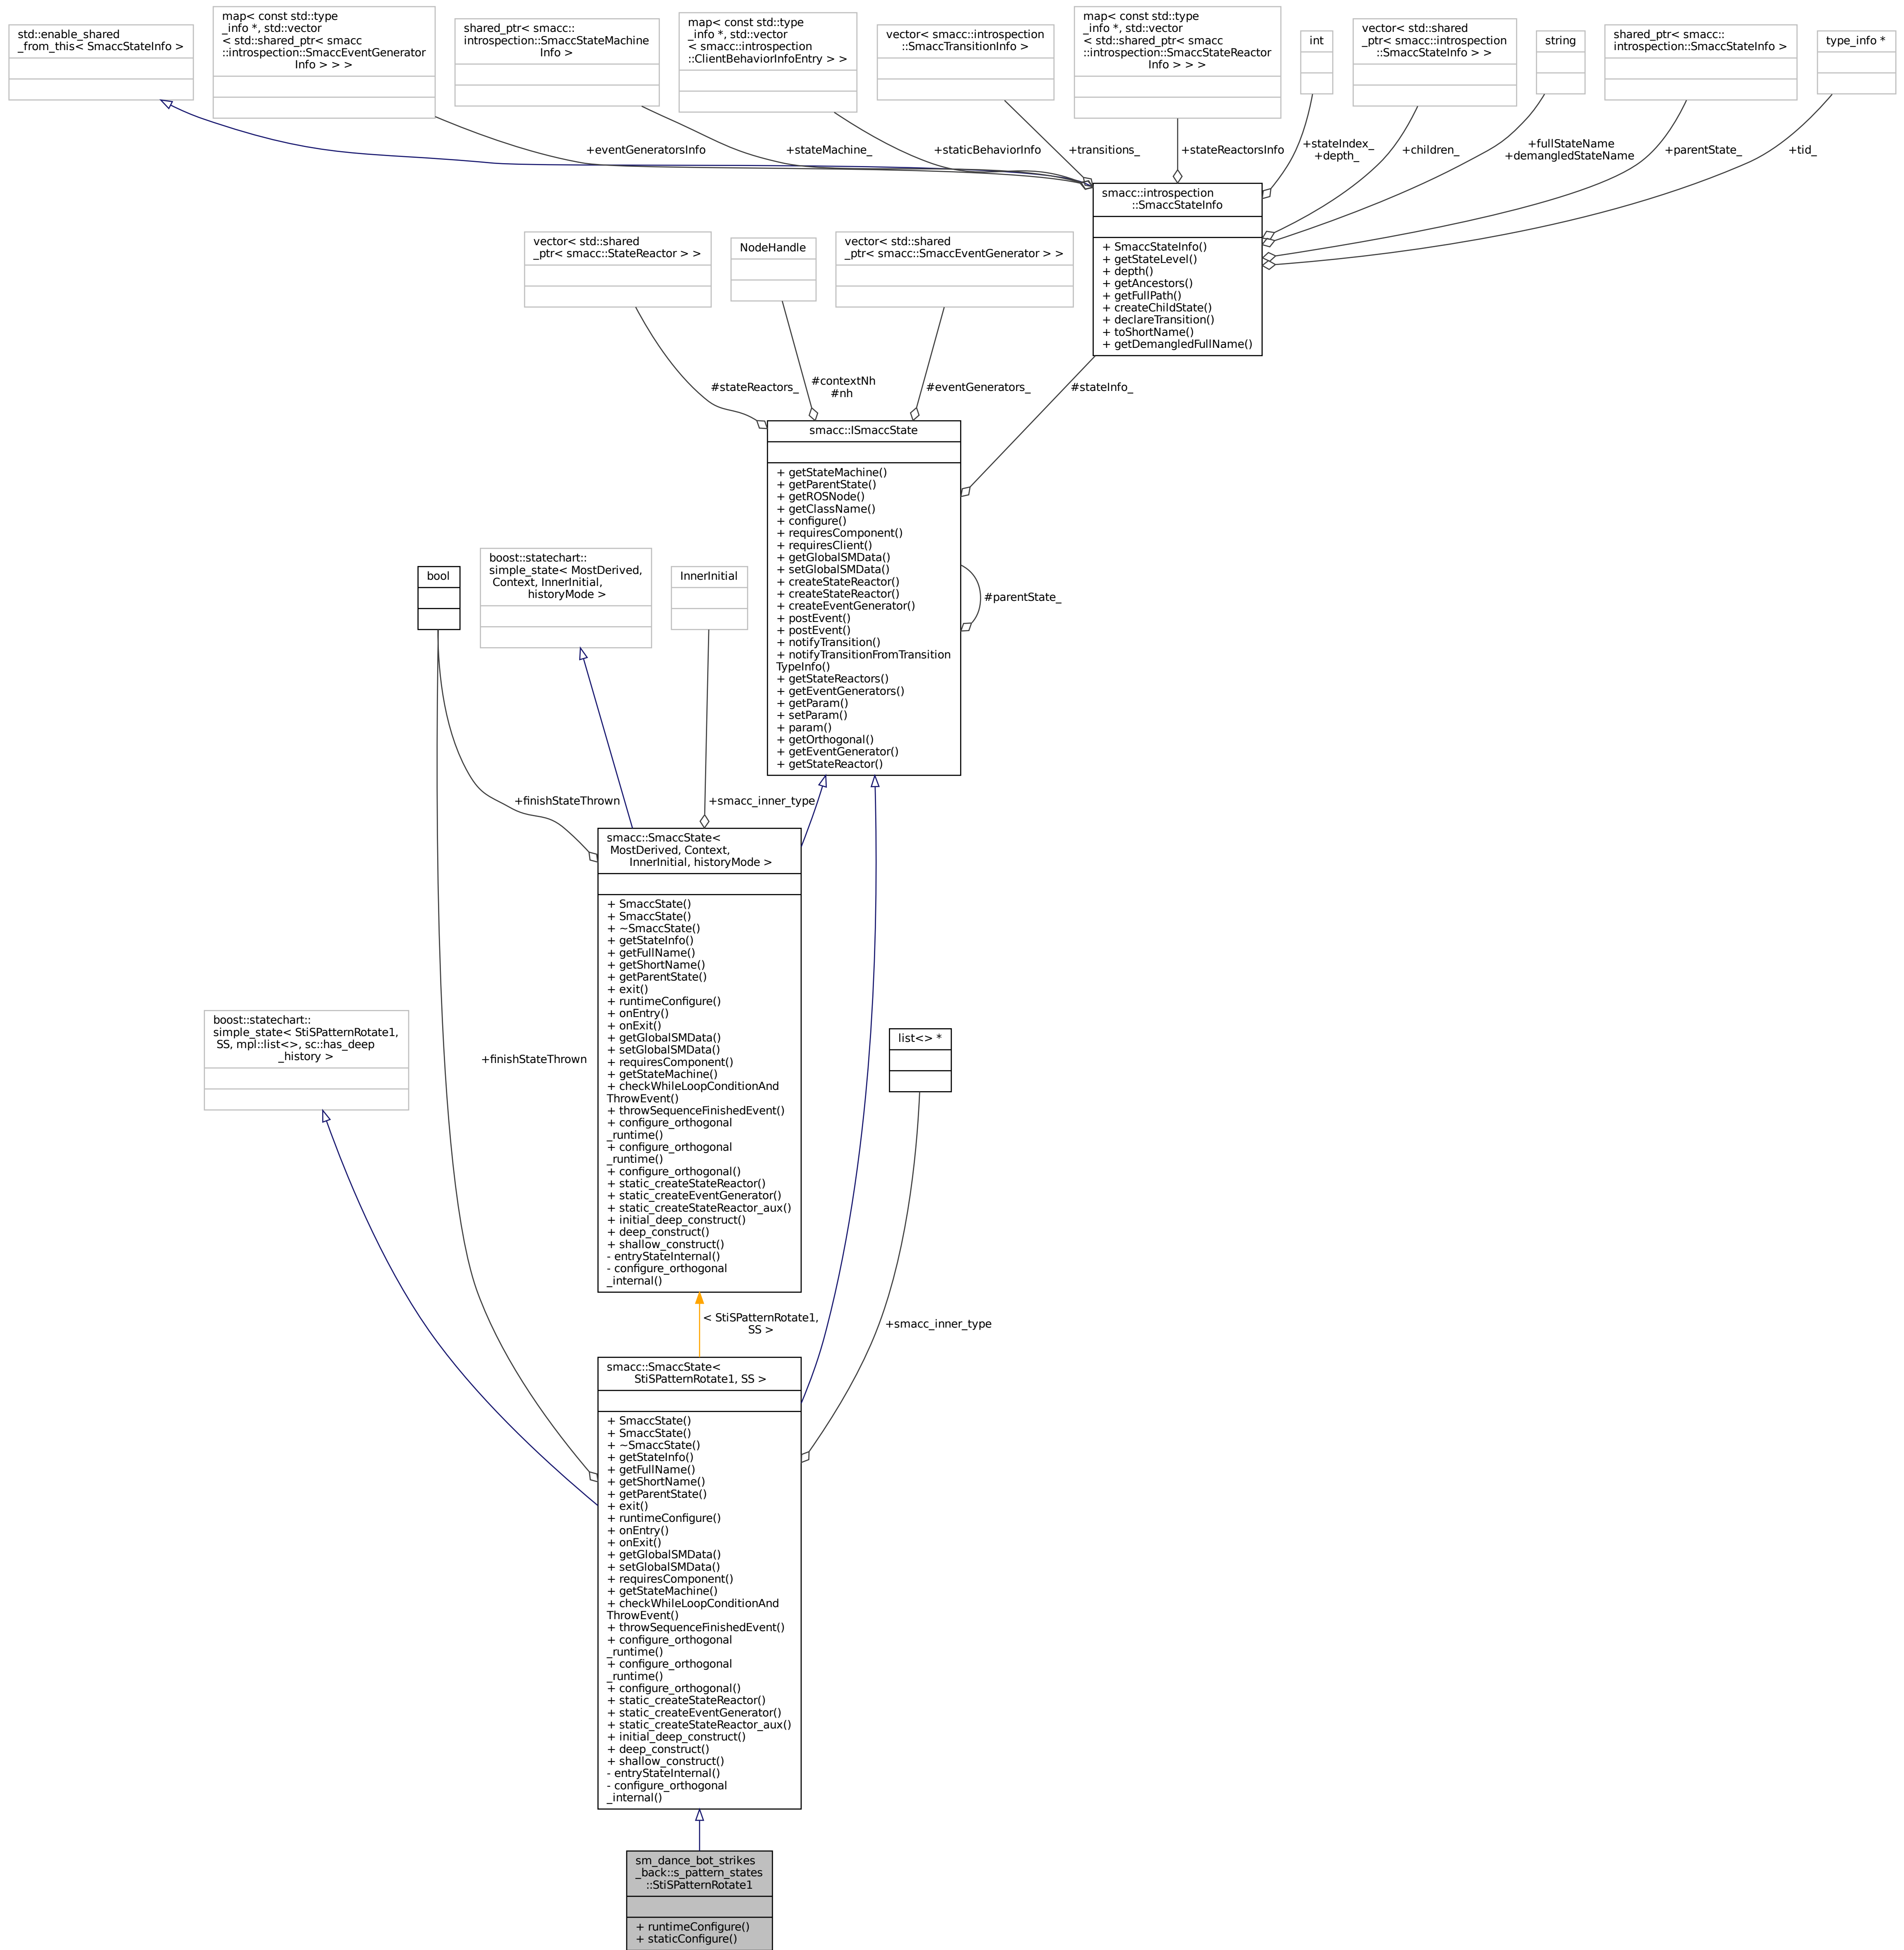 std::enable_shared
_from_this< SmaccStateInfo >
map< const std::type
_info *, std::vector
< std::shared_ptr< smacc
::introspection::SmaccEventGenerator
Info > > >
shared_ptr< smacc::
introspection::SmaccStateMachine
Info >
map< const std::type
_info *, std::vector
< smacc::introspection
::ClientBehaviorInfoEntry > >
vector< smacc::introspection
::SmaccTransitionInfo >
map< const std::type
_info *, std::vector
< std::shared_ptr< smacc
::introspection::SmaccStateReactor
Info > > >
int
vector< std::shared
_ptr< smacc::introspection
::SmaccStateInfo > >
string
shared_ptr< smacc::
introspection::SmaccStateInfo >
type_info *
+eventGeneratorsInfo
+stateMachine_
+staticBehaviorInfo
+transitions_
+stateReactorsInfo
+stateIndex_
+depth_
+children_
+fullStateName
+demangledStateName
+parentState_
+tid_
smacc::introspection
::SmaccStateInfo
+ SmaccStateInfo()
+ getStateLevel()
+ depth()
+ getAncestors()
+ getFullPath()
+ createChildState()
+ declareTransition()
+ toShortName()
+ getDemangledFullName()
vector< std::shared
_ptr< smacc::StateReactor > >
NodeHandle
vector< std::shared
_ptr< smacc::SmaccEventGenerator > >
#stateReactors_
#contextNh
#nh
#eventGenerators_
#stateInfo_
smacc::ISmaccState
+ getStateMachine()
+ getParentState()
+ getROSNode()
+ getClassName()
+ configure()
+ requiresComponent()
+ requiresClient()
+ getGlobalSMData()
+ setGlobalSMData()
+ createStateReactor()
+ createStateReactor()
+ createEventGenerator()
+ postEvent()
+ postEvent()
+ notifyTransition()
+ notifyTransitionFromTransition
TypeInfo()
+ getStateReactors()
+ getEventGenerators()
+ getParam()
+ setParam()
+ param()
+ getOrthogonal()
+ getEventGenerator()
+ getStateReactor()
#parentState_
bool
boost::statechart::
simple_state< MostDerived,
Context, InnerInitial,
historyMode >
InnerInitial
+finishStateThrown
+smacc_inner_type
smacc::SmaccState<
MostDerived, Context,
InnerInitial, historyMode >
+ SmaccState()
+ SmaccState()
+ ~SmaccState()
+ getStateInfo()
+ getFullName()
+ getShortName()
+ getParentState()
+ exit()
+ runtimeConfigure()
+ onEntry()
+ onExit()
+ getGlobalSMData()
+ setGlobalSMData()
+ requiresComponent()
+ getStateMachine()
+ checkWhileLoopConditionAnd
ThrowEvent()
+ throwSequenceFinishedEvent()
+ configure_orthogonal
_runtime()
+ configure_orthogonal
_runtime()
+ configure_orthogonal()
+ static_createStateReactor()
+ static_createEventGenerator()
+ static_createStateReactor_aux()
+ initial_deep_construct()
+ deep_construct()
+ shallow_construct()
- entryStateInternal()
- configure_orthogonal
_internal()
boost::statechart::
simple_state< StiSPatternRotate1,
SS, mpl::list<>, sc::has_deep
_history >
+finishStateThrown
list<> *
< StiSPatternRotate1,
SS >
+smacc_inner_type
smacc::SmaccState<
StiSPatternRotate1, SS >
+ SmaccState()
+ SmaccState()
+ ~SmaccState()
+ getStateInfo()
+ getFullName()
+ getShortName()
+ getParentState()
+ exit()
+ runtimeConfigure()
+ onEntry()
+ onExit()
+ getGlobalSMData()
+ setGlobalSMData()
+ requiresComponent()
+ getStateMachine()
+ checkWhileLoopConditionAnd
ThrowEvent()
+ throwSequenceFinishedEvent()
+ configure_orthogonal
_runtime()
+ configure_orthogonal
_runtime()
+ configure_orthogonal()
+ static_createStateReactor()
+ static_createEventGenerator()
+ static_createStateReactor_aux()
+ initial_deep_construct()
+ deep_construct()
+ shallow_construct()
- entryStateInternal()
- configure_orthogonal
_internal()
sm_dance_bot_strikes
_back::s_pattern_states
::StiSPatternRotate1
+ runtimeConfigure()
+ staticConfigure()